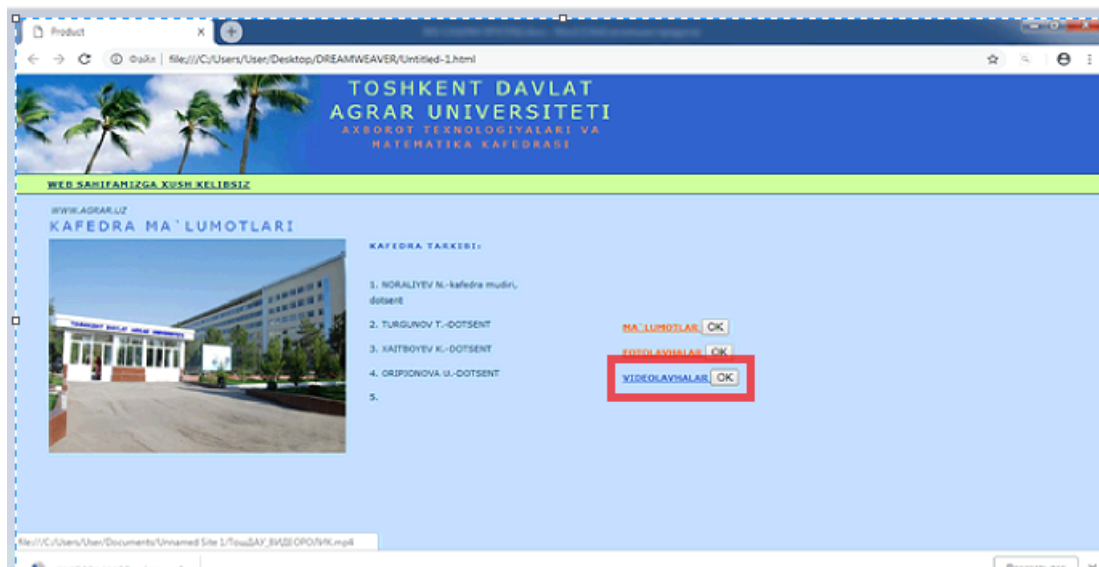 Product
Файл | file:///C:/Users/User/Desktop/DREAMWEAVER/Untitled-1.html
TOSHKENT DAVLAT
AGRAR UNIVERSITETI
AXBOROT TEXNOLOGIYALARI VA
MATEMATIKA KAFEDRASI
WEB SAHIFAMIZGA XUSH KELIBSIZ
WWW.AGRAR.UZ
KAFEDRA MA`LUMOTLARI
KAFEDRA TARKIBI:
1. NORALIYEV N.-kafedra mudiri,
dotsent
2. TURGUNOV T.-DOTSENT
3. XAITBOYEV K.-DOTSENT
4. ORIPJONOVA U.-DOTSENT
5.
MA`LUMOTLAR OK
FOTOLAVHALAR OK
VIDEOLAVHALAR OK
file:///C:/Users/User/Documents/Unnamed Site 1/ТошДАУ_ВИДЕОРОЛИК.mp4